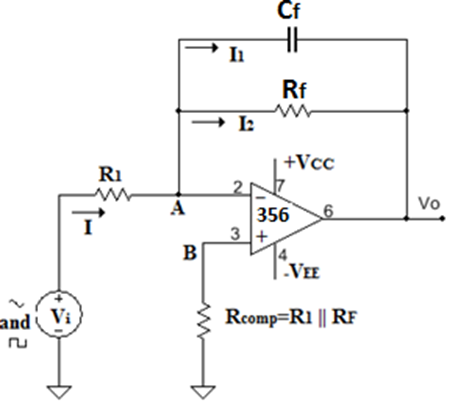 Cf
I1
Rf
I2
+VCC
R1
2
7
A
356
6
Vo
I
3
B
4
-VEE
+
Vi
and
Rcomp=R1 || RF